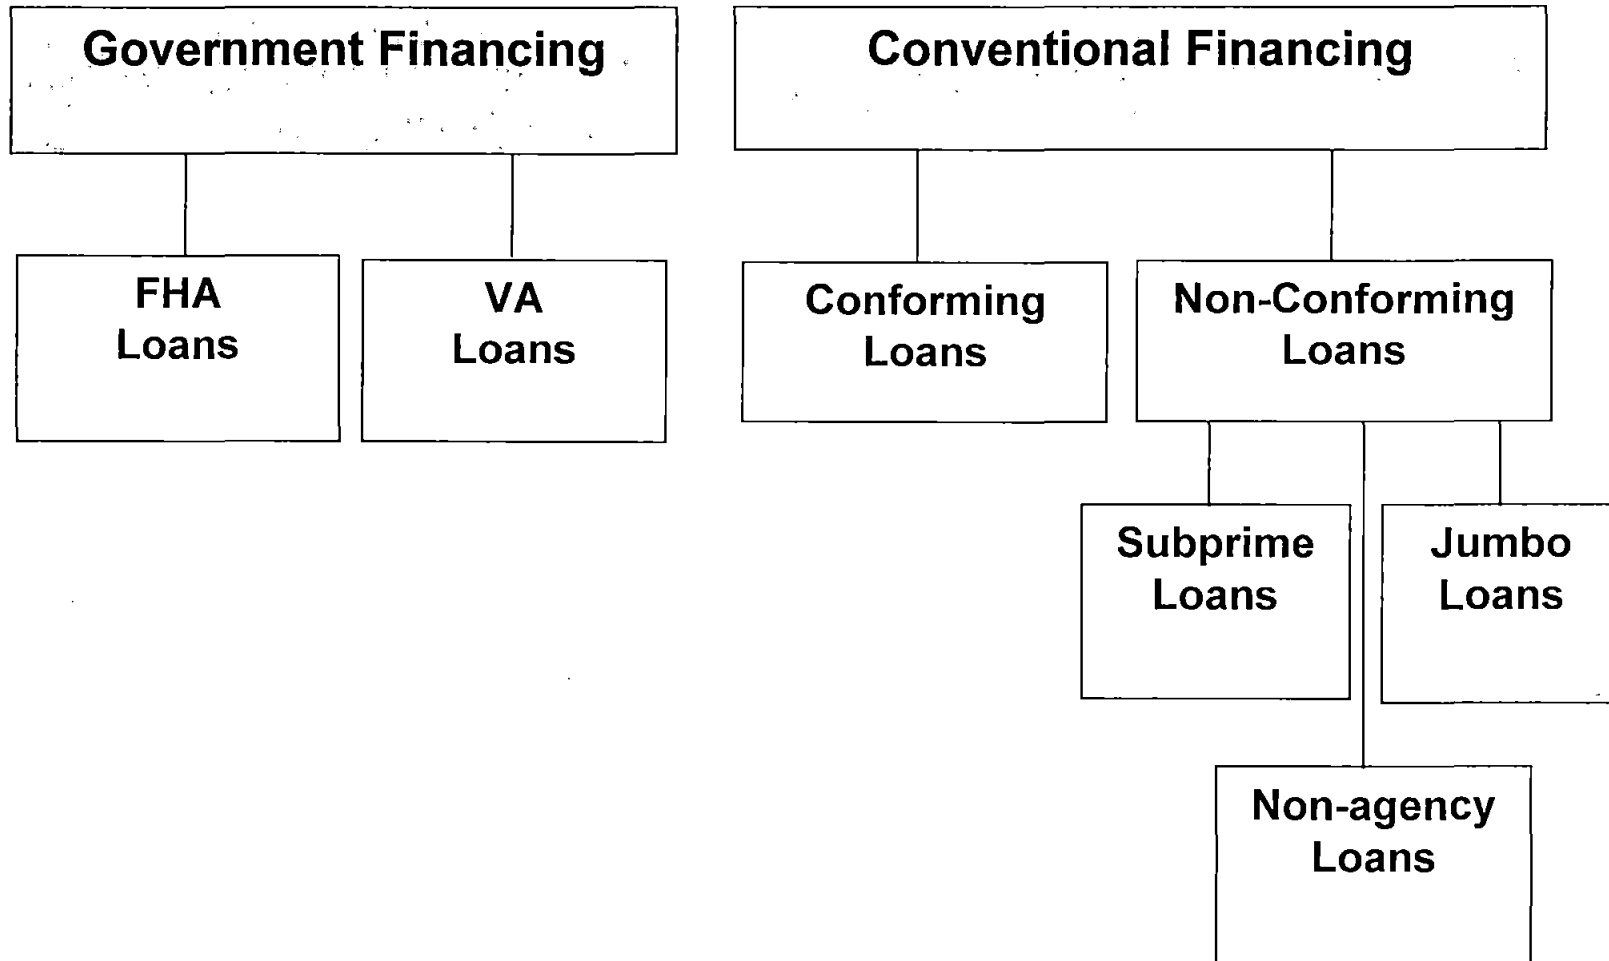 Government Financing
Conventional Financing
FHA
Loans
VA
Loans
Conforming
Loans
Non-Conforming
Loans
Subprime
Loans
Jumbo
Loans
Non-agency
Loans